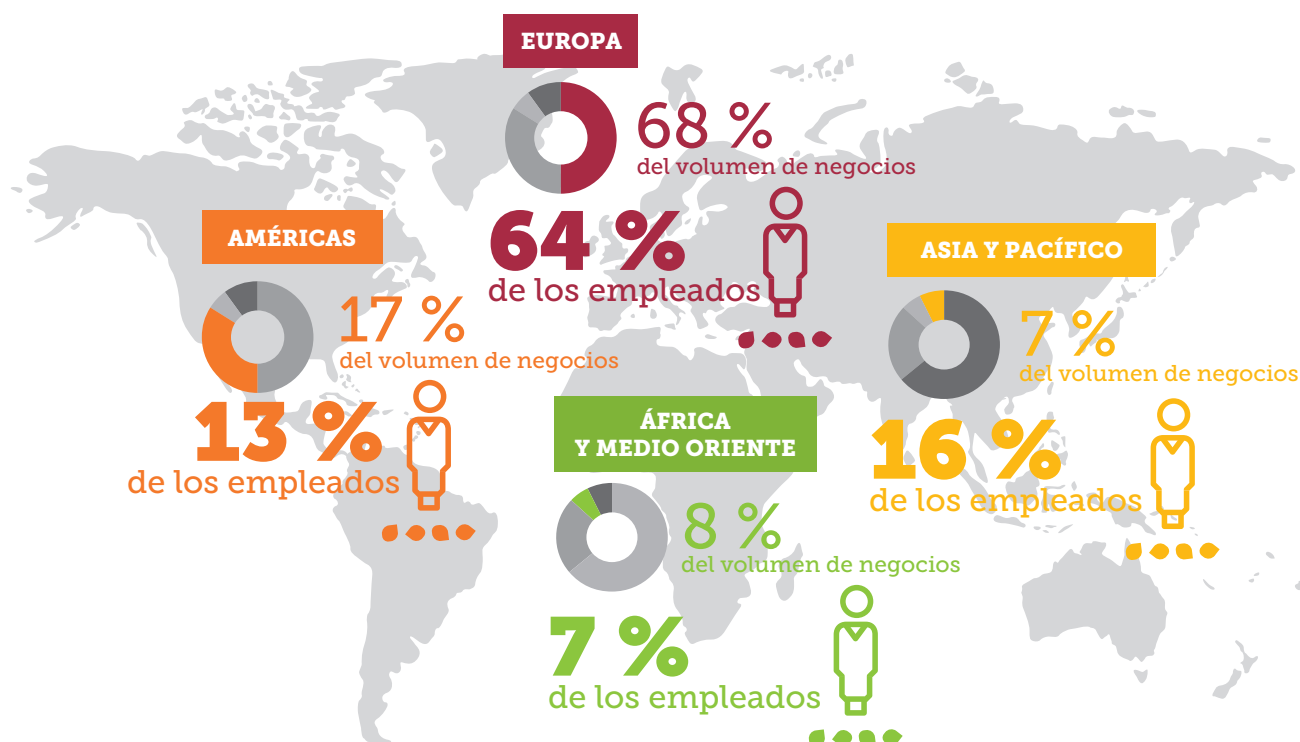 EUROPA
68 %
del volumen de negocios
64 %
de los empleados
AMÉRICAS
17 %
del volumen de negocios
13 %
de los empleados
ASIA Y PACÍFICO
7 %
del volumen de negocios
16 %
de los empleados
ÁFRICA
Y MEDIO ORIENTE
8 %
del volumen de negocios
7 %
de los empleados